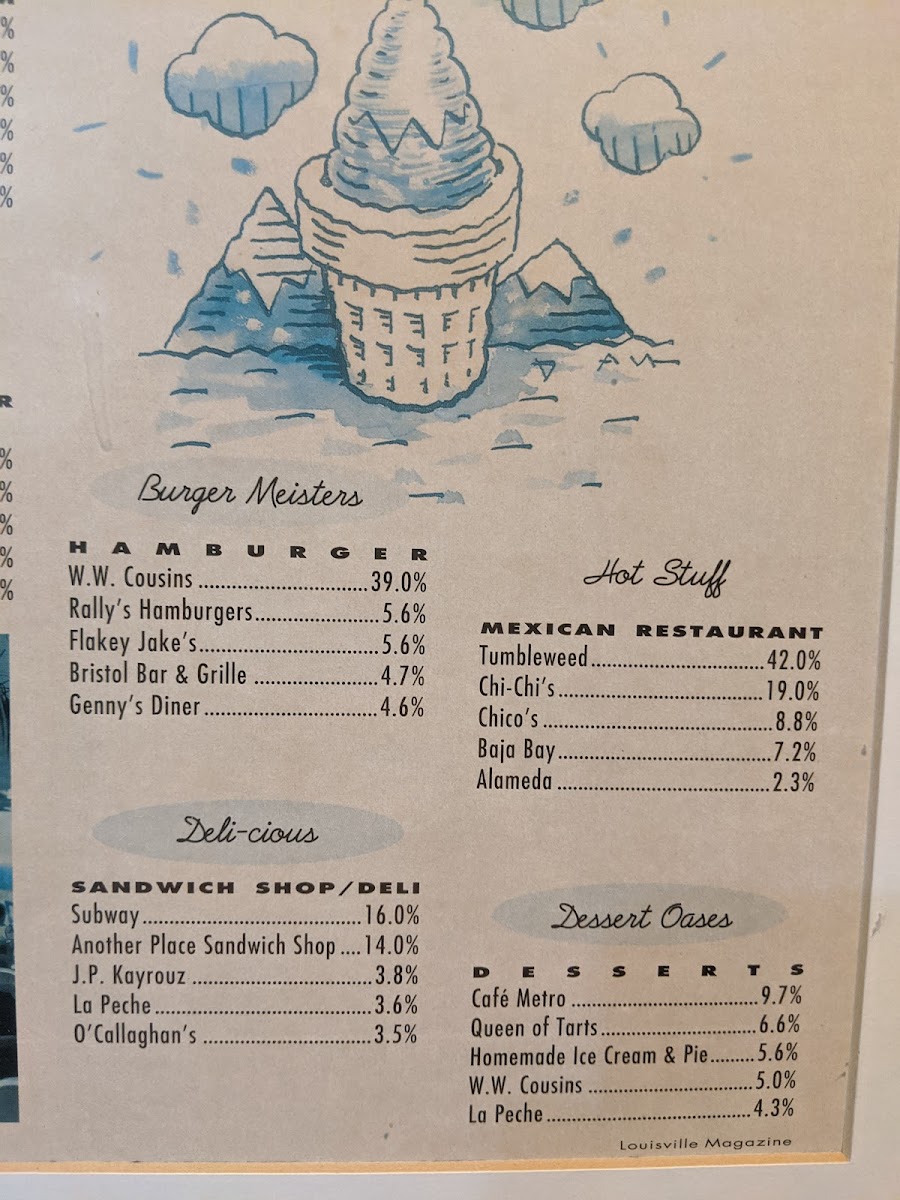 %
%
%
%
%
%
R
%
%
%
%
%
Burger Meisters
HAMBURGER
W.W. Cousins ........................39.0%
Rally's Hamburgers..................5.6%
Flakey Jake's..........................5.6%
Bristol Bar & Grille ..................4.7%
Genny's Diner.........................4.6%
Deli-cious
SANDWICH SHOP/DELI
Subway................................16.0%
Another Place Sandwich Shop ....14.0%
J.P. Kayrouz ..........................3.8%
La Peche...............................3.6%
O'Callaghan's ........................3.5%
Hot Stuff
MEXICAN RESTAURANT
Tumbleweed.........................42.0%
Chi-Chi's..............................19.0%
Chico's.................................8.8%
Baja Bay...............................7.2%
Alameda ...............................2.3%
Dessert Oases
DESSERTS
Café Metro ...........................9.7%
Queen of Tarts.......................6.6%
Homemade Ice Cream & Pie.........5.6%
W.W. Cousins ........................5.0%
La Peche..............................4.3%
Louisville Magazine